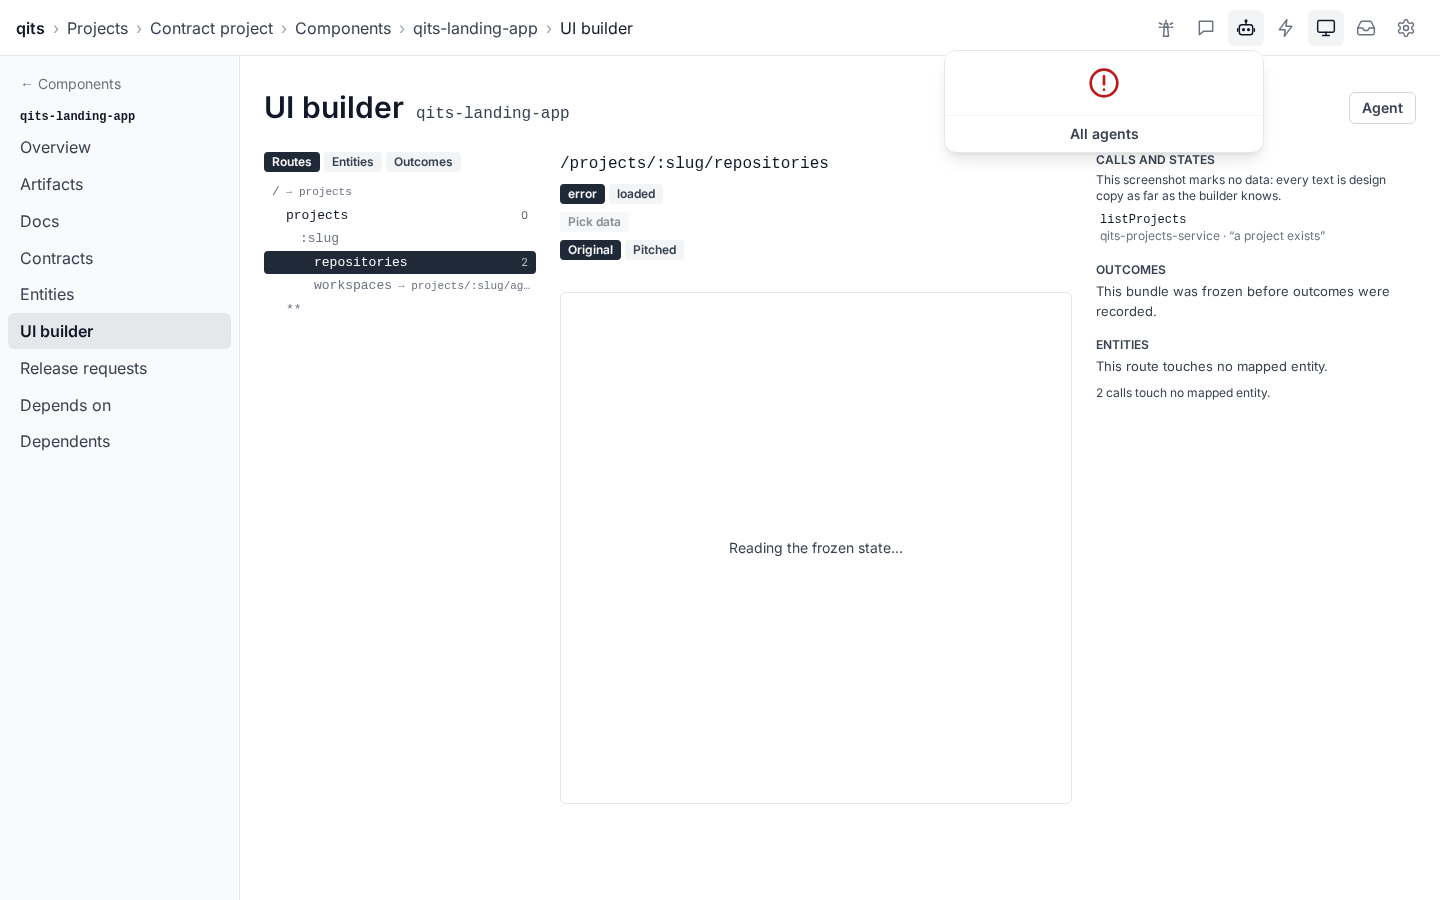 qits › Projects › Contract project › Components › qits-landing-app › UI builder
All agents
← Components
qits-landing-app
Overview
Artifacts
Docs
Contracts
Entities
UI builder
Release requests
Depends on
Dependents
UI builder qits-landing-app
Agent
Routes Entities Outcomes
/ → projects
projects 0
:slug
repositories 2
workspaces → projects/:slug/ag…
**
/projects/:slug/repositories
error loaded
Pick data
Original Pitched
Reading the frozen state…
CALLS AND STATES
This screenshot marks no data: every text is design
copy as far as the builder knows.
listProjects
qits-projects-service · “a project exists”
OUTCOMES
This bundle was frozen before outcomes were
recorded.
ENTITIES
This route touches no mapped entity.
2 calls touch no mapped entity.